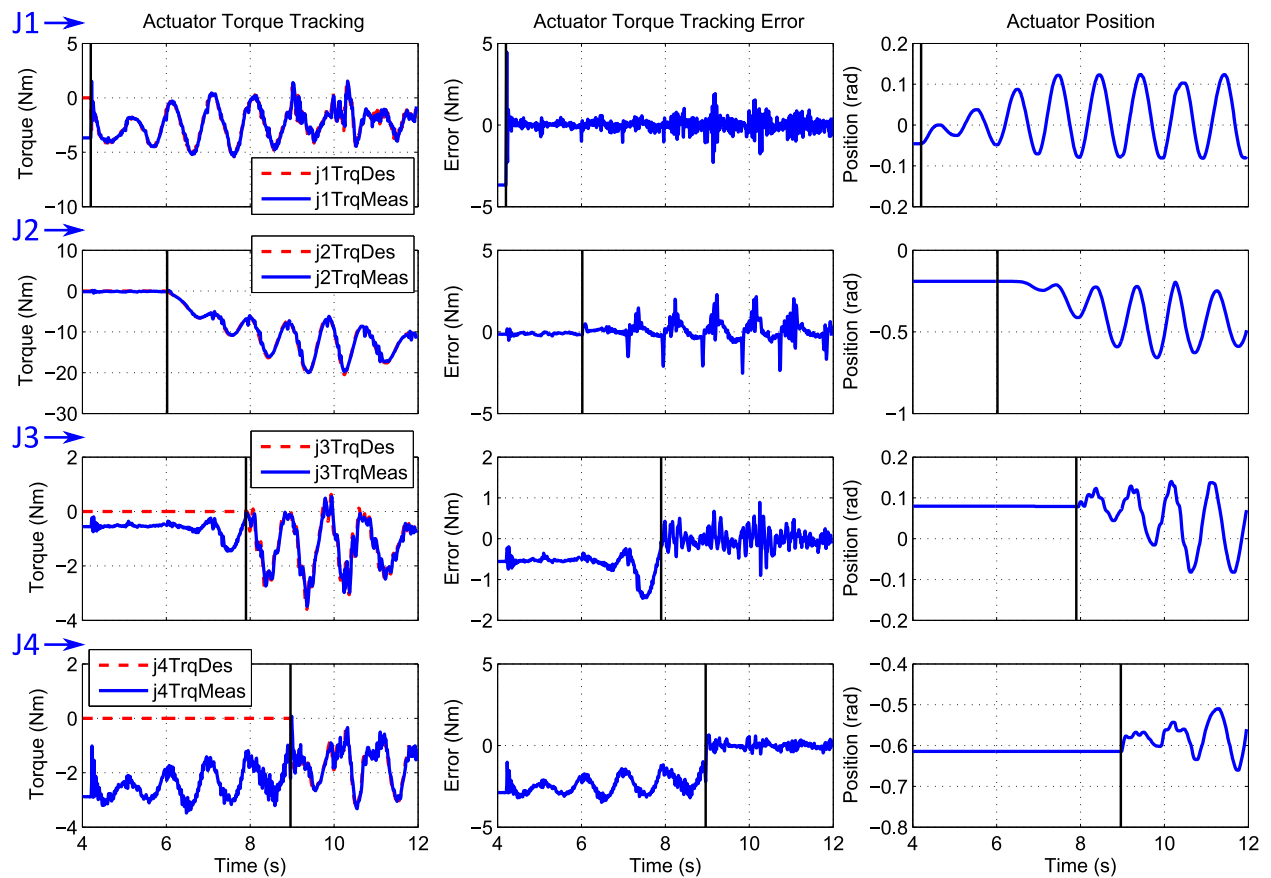 J1
Actuator Torque Tracking
Actuator Torque Tracking Error
Actuator Position
5
0
−5
−10
Torque (Nm)
j1TrqDes
j1TrqMeas
5
0
−5
Error (Nm)
0.2
0.1
0
−0.1
−0.2
Position (rad)
J2
10
0
−10
−20
−30
Torque (Nm)
j2TrqDes
j2TrqMeas
5
0
−5
Error (Nm)
0
−0.5
−1
Position (rad)
J3
2
0
−2
−4
Torque (Nm)
j3TrqDes
j3TrqMeas
2
1
0
−1
−2
Error (Nm)
0.2
0.1
0
0.1
0.2
Position (rad)
J4
2
0
−2
−4
Torque (Nm)
j4TrqDes
j4TrqMeas
4 6 8 10 12
Time (s)
5
0
−5
Error (Nm)
4 6 8 10 12
Time (s)
−0.4
−0.5
−0.6
−0.7
−0.8
Position (rad)
4 6 8 10 12
Time (s)